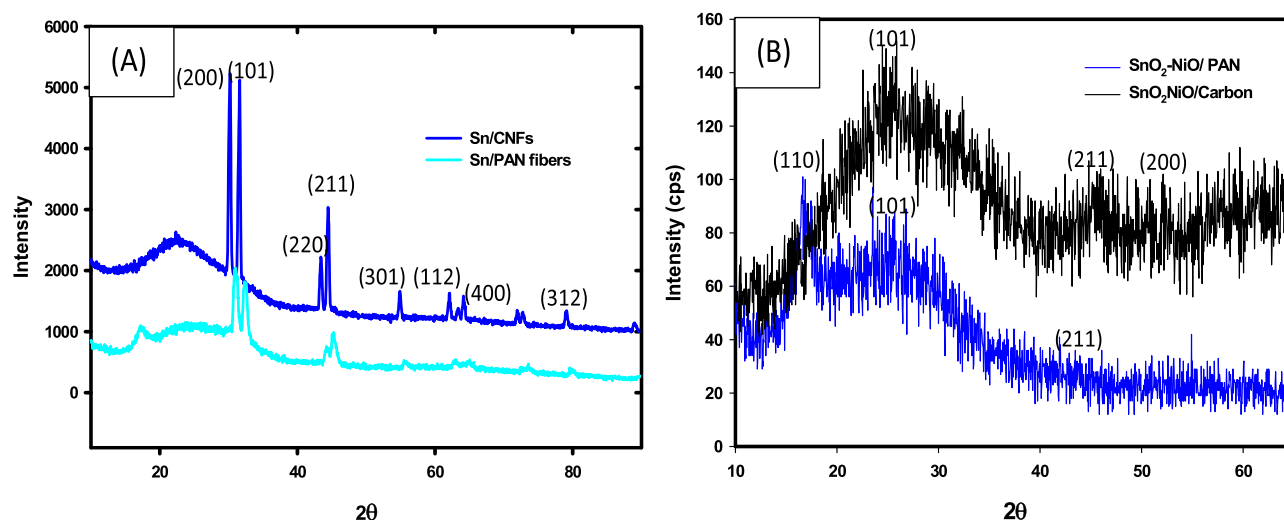 (A)
6000
5000
4000
3000
2000
1000
0
Intensity
(200) (101)
Sn/CNFs
Sn/PAN fibers
(211)
(220)
(301) (112)
(400)
(312)
20 40 60 80
2θ
(B)
160
140
120
100
80
60
40
20
0
Intensity (cps)
(101)
SnO2-NiO/ PAN
SnO2NiO/Carbon
(110)
(211)
(200)
(101)
(211)
10 20 30 40 50 60
2θ